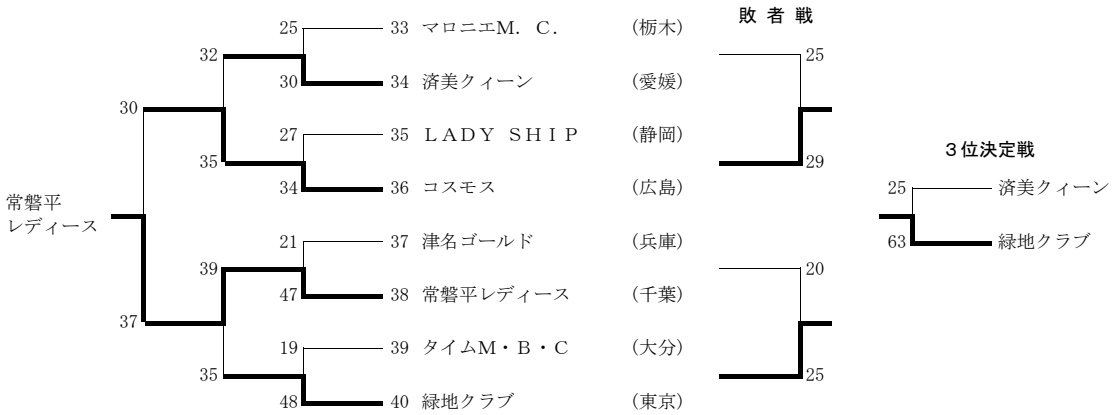 敗者戦
25 33 マロニエM．C． (栃木)
32 25
30 34 済美クィーン (愛媛)
30
27 35 ＬＡＤＹ ＳＨＩＰ (静岡)
35 29
３位決定戦
34 36 コスモス (広島)
25 済美クィーン
常磐平
レディース
21 37 津名ゴールド (兵庫)
63 緑地クラブ
39 20
47 38 常磐平レディース (千葉)
37
19 39 タイムＭ・Ｂ・Ｃ (大分)
35 25
48 40 緑地クラブ (東京)